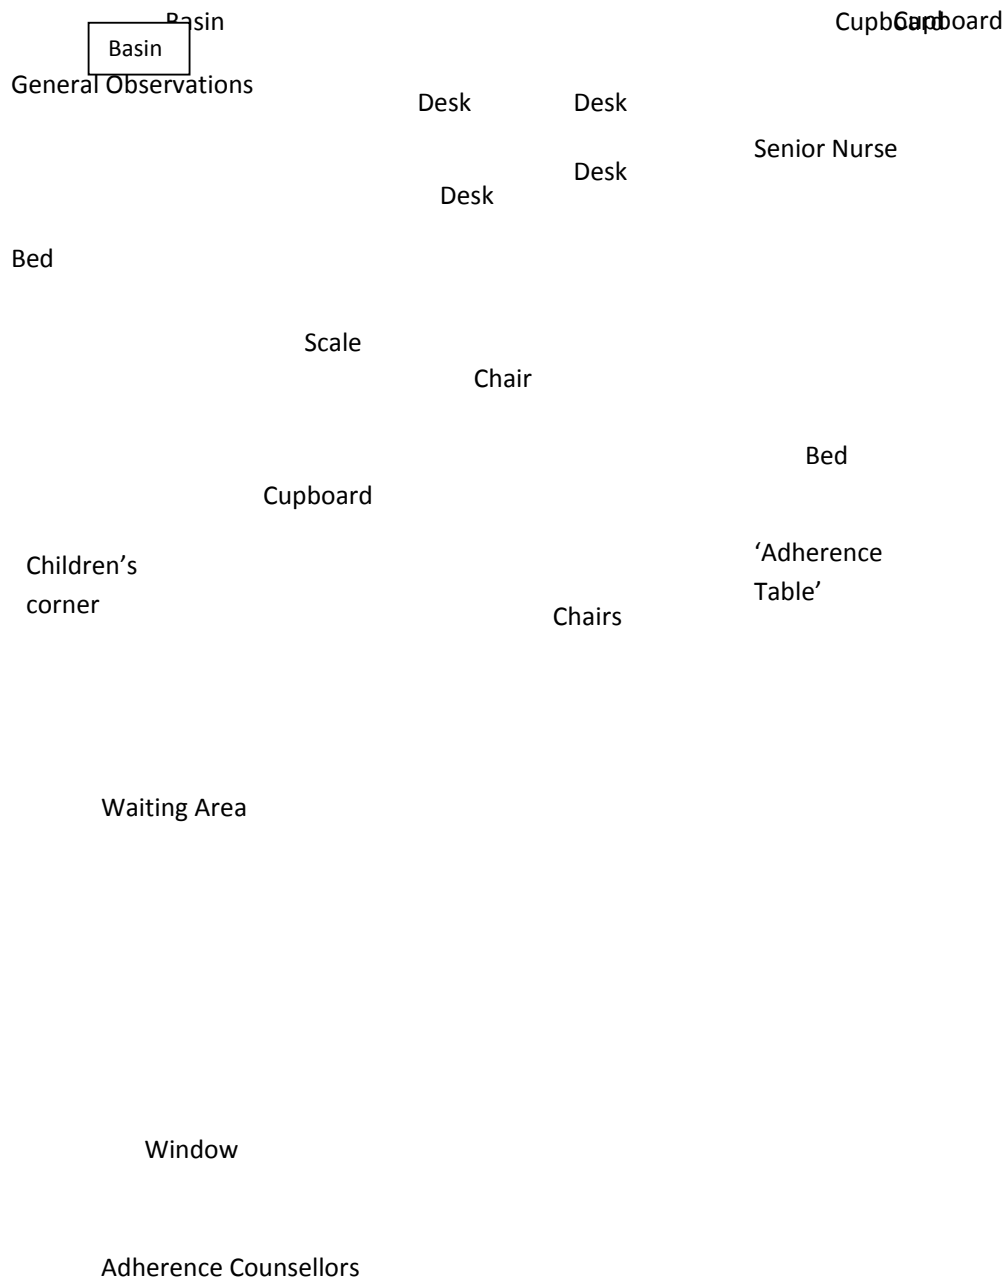 Basin
Cupboard Cupboard
Basin
General Observations
Desk Desk
Senior Nurse
Desk
Desk
Bed
Scale
Chair
Bed
Cupboard
‘Adherence
Table’
Children’s
corner
Chairs
Waiting Area
Window
Adherence Counsellors